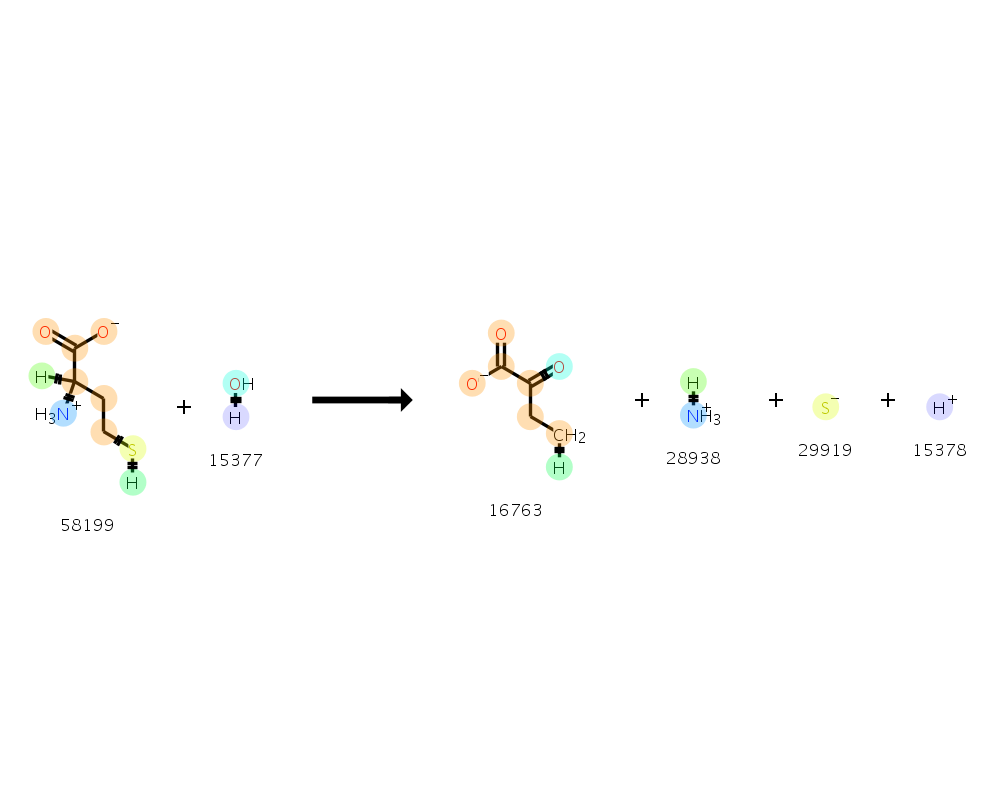 O O⁻
H
H₃N⁺
S
H
58199
+
OH
H
15377
O
O⁻ O
CH₂
H
16763
+
H
NH₃⁺
28938
+
S⁻
29919
+
H⁺
15378